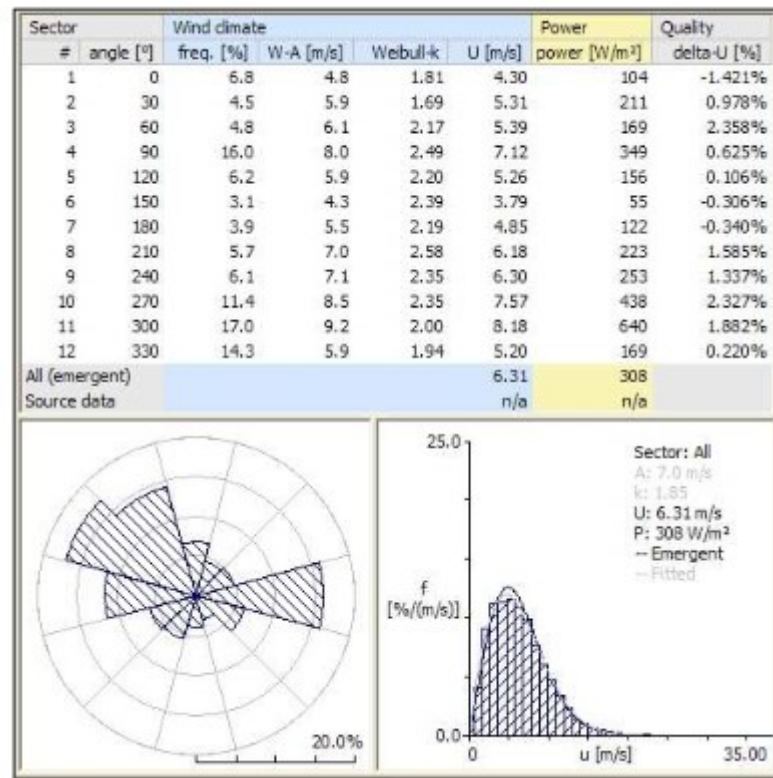 Sector Wind climate Power Quality
# angle [º] freq. [%] W-A [m/s] Weibull-k U [m/s] power [W/m²] delta-U [%]
1 0 6.8 4.8 1.81 4.30 104 -1.421%
2 30 4.5 5.9 1.69 5.31 211 0.978%
3 60 4.8 6.1 2.17 5.39 169 2.358%
4 90 16.0 8.0 2.49 7.12 349 0.625%
5 120 6.2 5.9 2.20 5.26 156 0.106%
6 150 3.1 4.3 2.39 3.79 55 -0.306%
7 180 3.9 5.5 2.19 4.85 122 -0.340%
8 210 5.7 7.0 2.58 6.18 223 1.585%
9 240 6.1 7.1 2.35 6.30 253 1.337%
10 270 11.4 8.5 2.35 7.57 438 2.327%
11 300 17.0 9.2 2.00 8.18 640 1.882%
12 330 14.3 5.9 1.94 5.20 169 0.220%
All (emergent) 6.31 308
Source data n/a n/a
20.0%
25.0
Sector: All
A: 7.0 m/s
k: 1.85
U: 6.31 m/s
P: 308 W/m²
-- Emergent
-- Fitted
f
[%/(m/s)]
0.0
0 u [m/s] 35.00